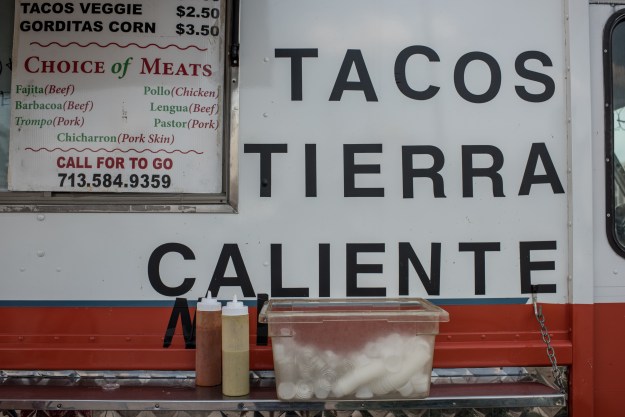 TACOS VEGGIE $2.50
GORDITAS CORN $3.50
CHOICE of MEATS
Fajita(Beef) Pollo(Chicken)
Barbacoa(Beef) Lengua(Beef)
Trompo(Pork) Pastor(Pork)
Chicharron(Pork Skin)
CALL FOR TO GO
713.584.9359
TACOS
TIERRA
CALIENTE